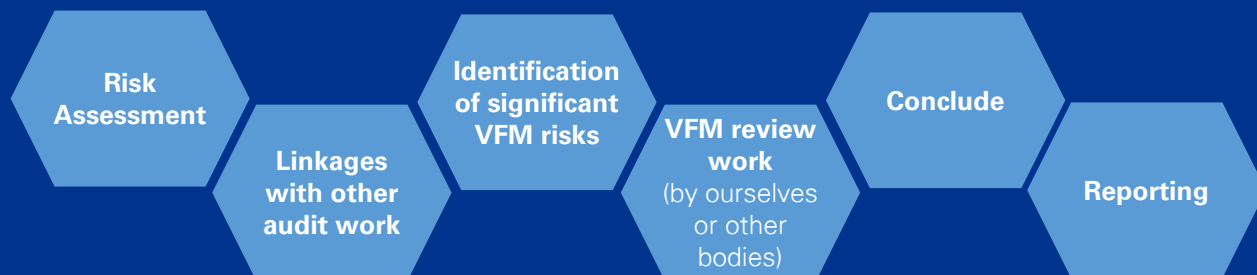 Risk
Assessment
Linkages
with other
audit work
Identification
of significant
VFM risks
VFM review
work
(by ourselves
or other
bodies)
Conclude
Reporting